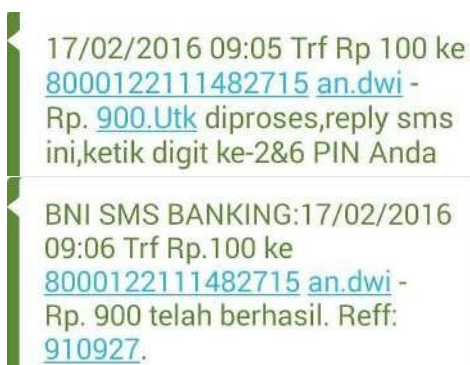 17/02/2016 09:05 Trf Rp 100 ke
8000122111482715 an.dwi -
Rp. 900.Utk diproses,reply sms
ini,ketik digit ke-2&6 PIN Anda
BNI SMS BANKING:17/02/2016
09:06 Trf Rp.100 ke
8000122111482715 an.dwi -
Rp. 900 telah berhasil. Reff:
910927.